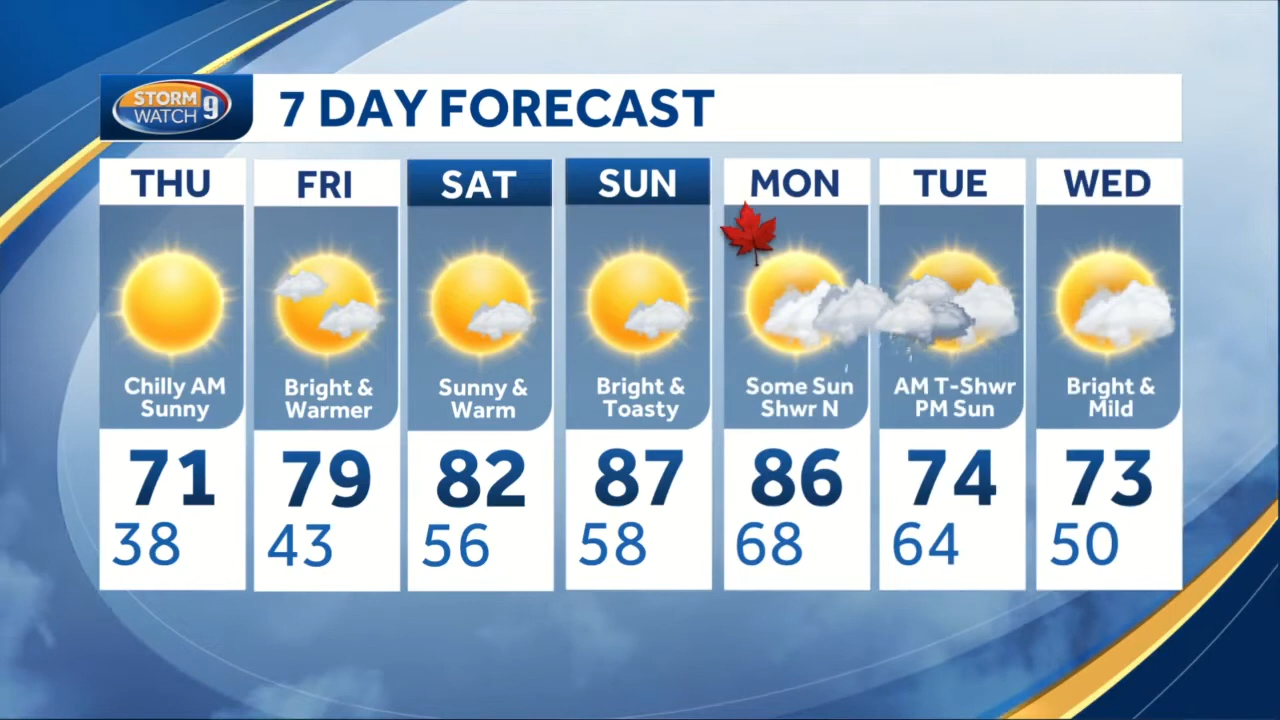 STORM
WATCH 9
7 DAY FORECAST
THU
FRI
SAT
SUN
MON
TUE
WED
Chilly AM
Sunny
Bright &
Warmer
Sunny &
Warm
Bright &
Toasty
Some Sun
Shwr N
AM T-Shwr
PM Sun
Bright &
Mild
71
79
82
87
86
74
73
38
43
56
58
68
64
50